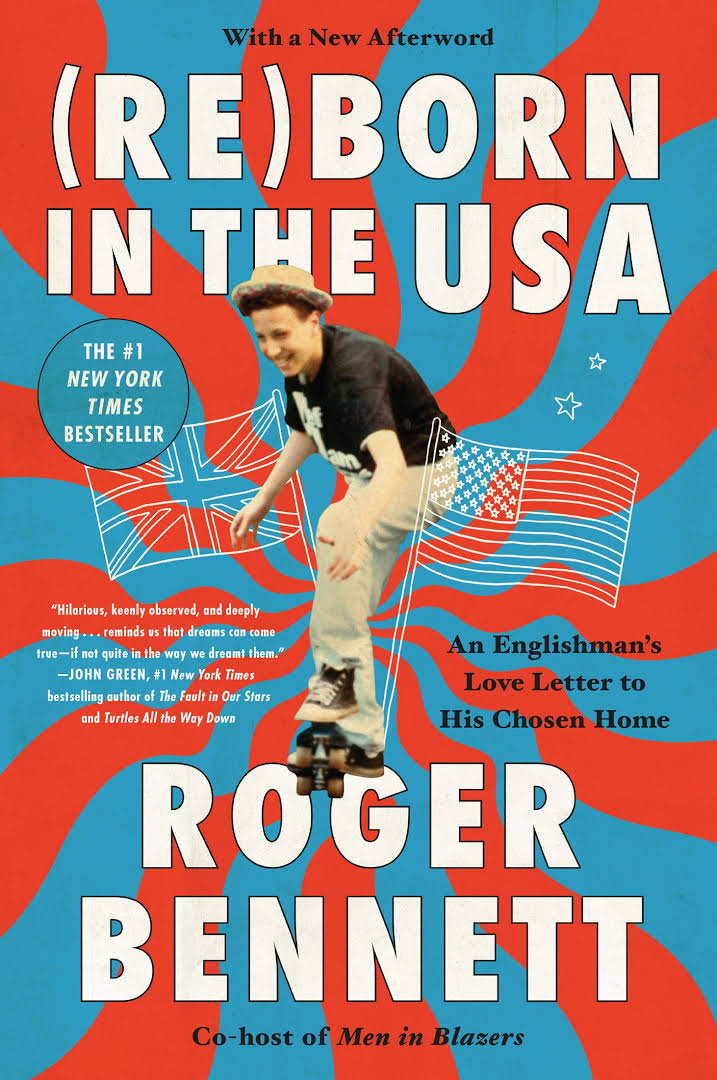 With a New Afterword
(RE)BORN
IN THE USA
THE #1
NEW YORK
TIMES
BESTSELLER
“Hilarious, keenly observed, and deeply
moving . . . reminds us that dreams can come
true—if not quite in the way we dreamt them.”
—JOHN GREEN, #1 New York Times
bestselling author of The Fault in Our Stars
and Turtles All the Way Down
An Englishman’s
Love Letter to
His Chosen Home
ROGER
BENNETT
Co-host of Men in Blazers